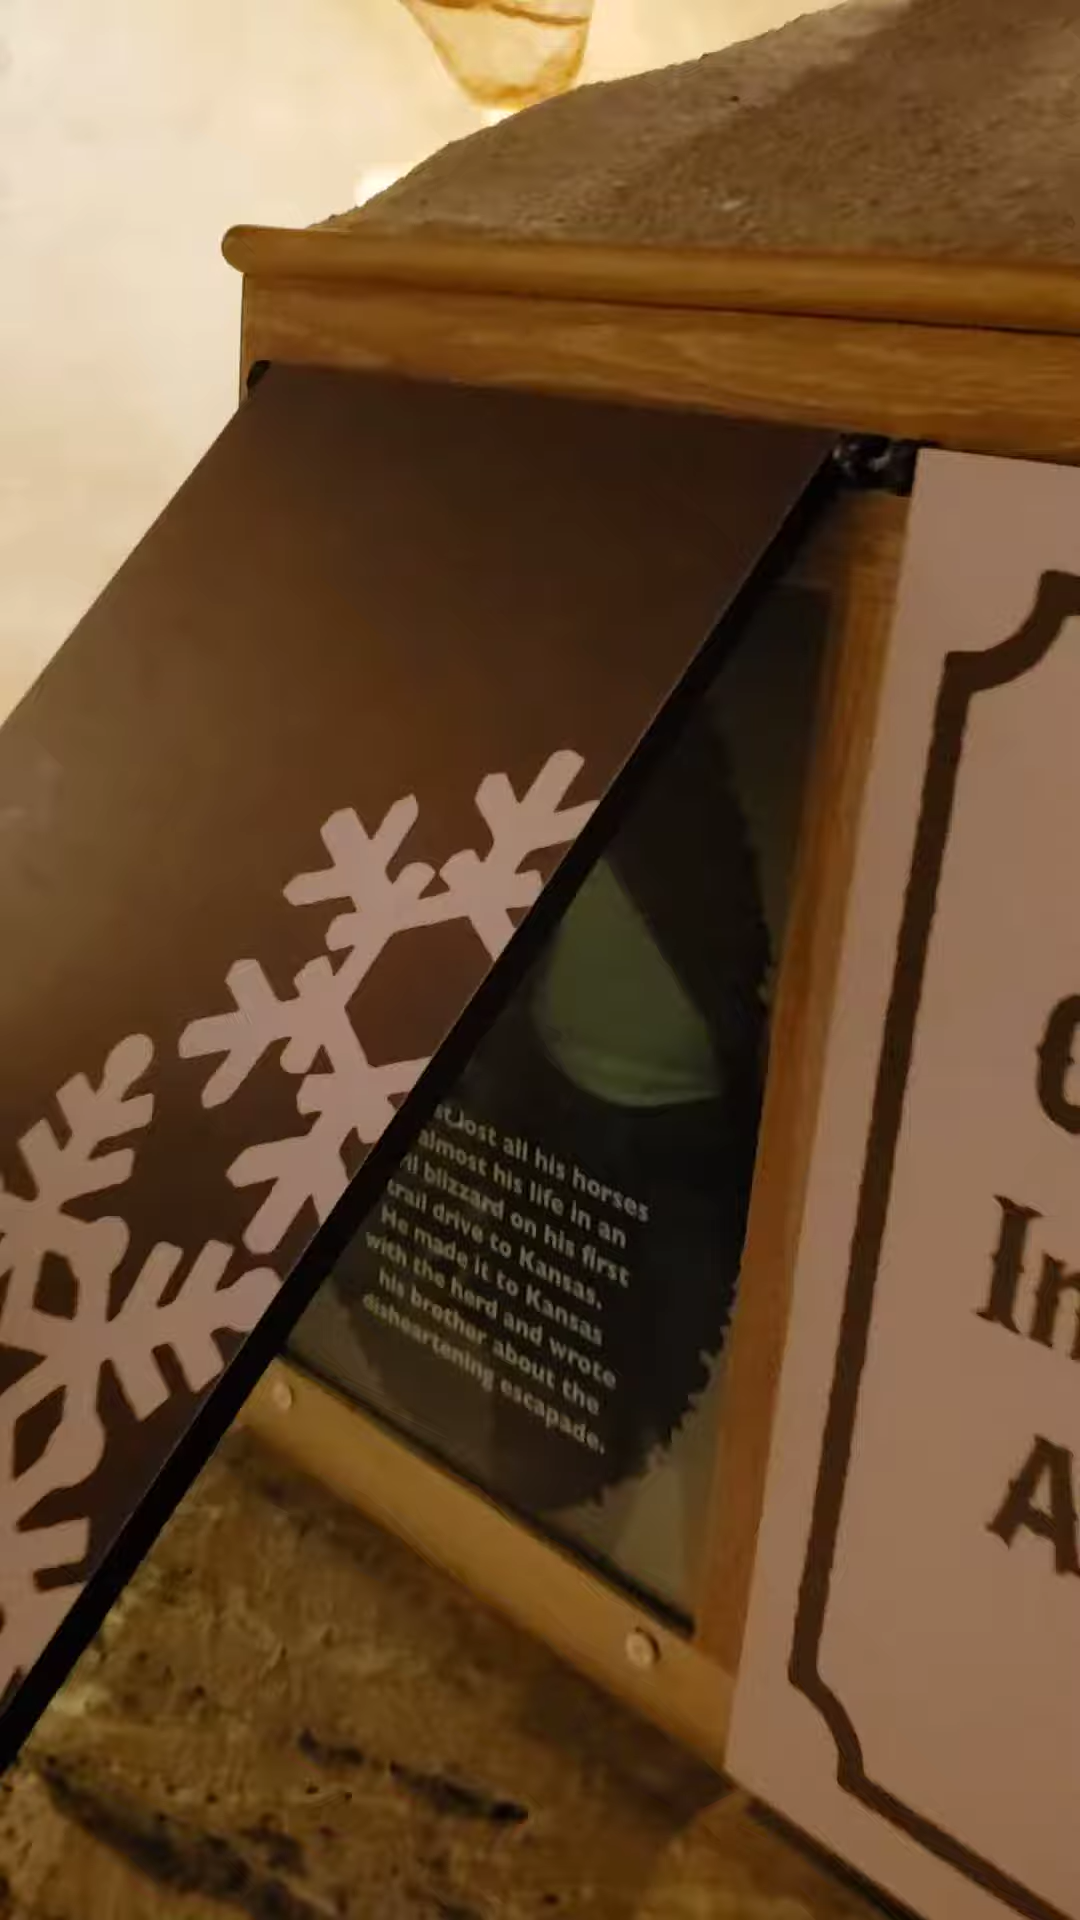 lost all his horses
almost his life in an
blizzard on his first
trail drive to Kansas.
He made it to Kansas
with the herd and wrote
his brother about the
disheartening escapade.
In
A